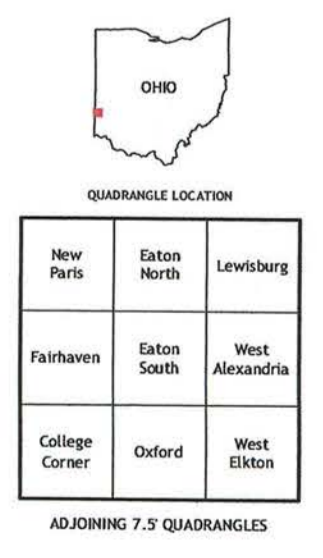 OHIO
QUADRANGLE LOCATION
New
Paris
Eaton
North
Lewisburg
Fairhaven
Eaton
South
West
Alexandria
College
Corner
Oxford
West
Elkton
ADJOINING 7.5' QUADRANGLES